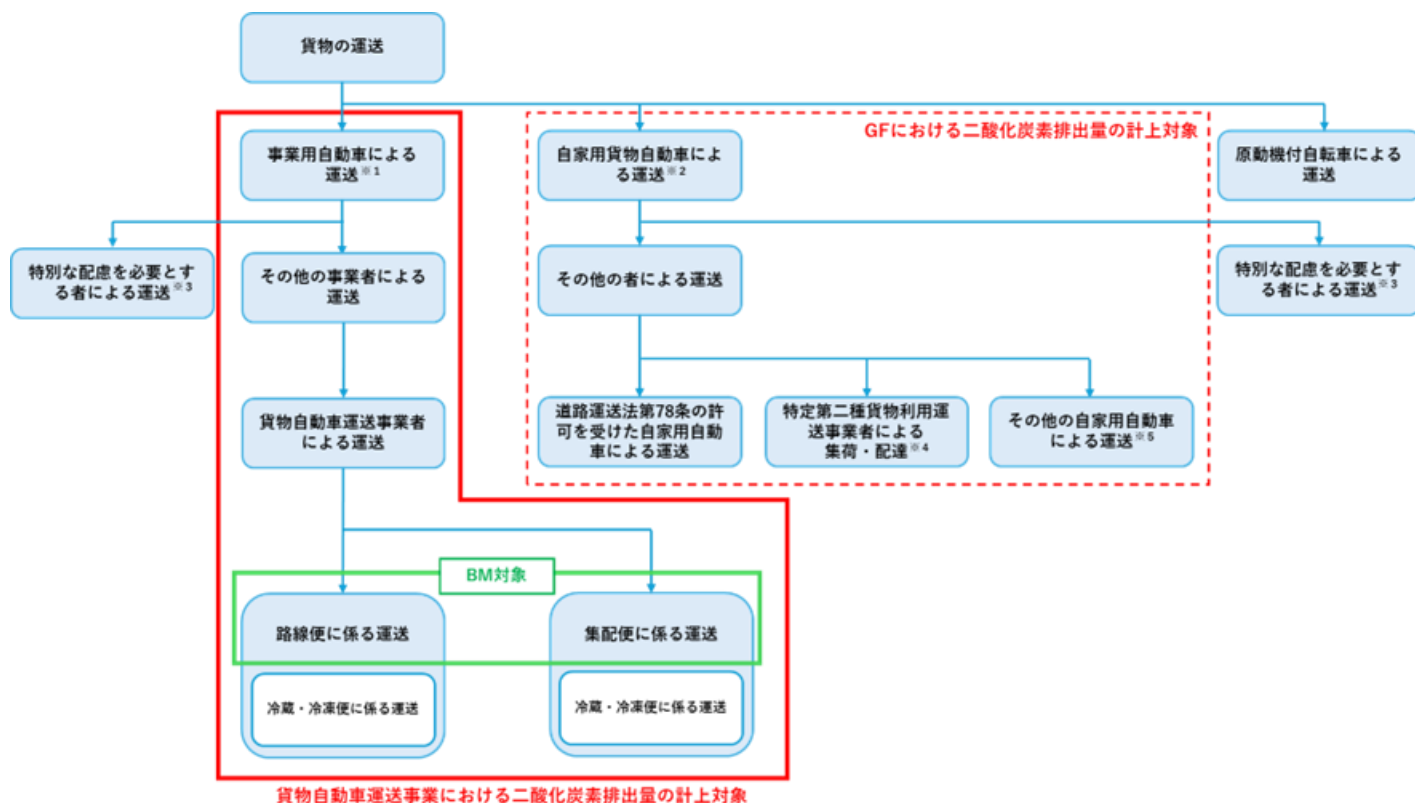 貨物の運送
GFにおける二酸化炭素排出量の計上対象
事業用自動車による
運送※1
自家用貨物自動車によ
る運送※2
原動機付自転車による
運送
特別な配慮を必要とす
る者による運送※3
その他の事業者による
運送
その他の者による運送
特別な配慮を必要とす
る者による運送※3
貨物自動車運送事業者
による運送
道路運送法第78条の許
可を受けた自家用自動
車による運送
特定第二種貨物利用運
送事業者による
集荷・配達※4
その他の自家用自動車
による運送※5
BM対象
路線便に係る運送
集配便に係る運送
冷蔵・冷凍便に係る運送
冷蔵・冷凍便に係る運送
貨物自動車運送事業における二酸化炭素排出量の計上対象